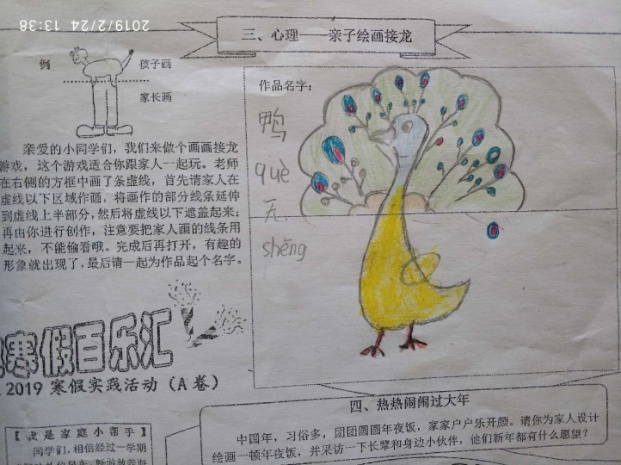 2019/2/24 13:38
三、心理——亲子绘画接龙
例
孩子画
家长画
作品名字:
鸭
què
天
shēng
亲爱的小同学们，我们来做个画画接龙
游戏，这个游戏适合你跟家人一起玩。老师
在右侧的方框中画了条虚线，首先请家人在
虚线以下区域作画，将画作的部分线条延伸
到虚线上半部分，然后将虚线以下遮盖起来；
再由你进行创作，注意要把家人画的线条用
起来，不能偷看哦。完成后再打开，有趣的
形象就出现了，最后请一起为作品起个名字。
寒假百乐汇
2019 寒假实践活动（A 卷）
【我是家庭小帮手】
同学们，相信经过一学期
四、热热闹闹过大年
中国年，习俗多，团团圆圆年夜饭，家家户户乐开颜。请你为家人设计
绘画一顿年夜饭，并采访一下长辈和身边小伙伴，他们新年都有什么愿望？